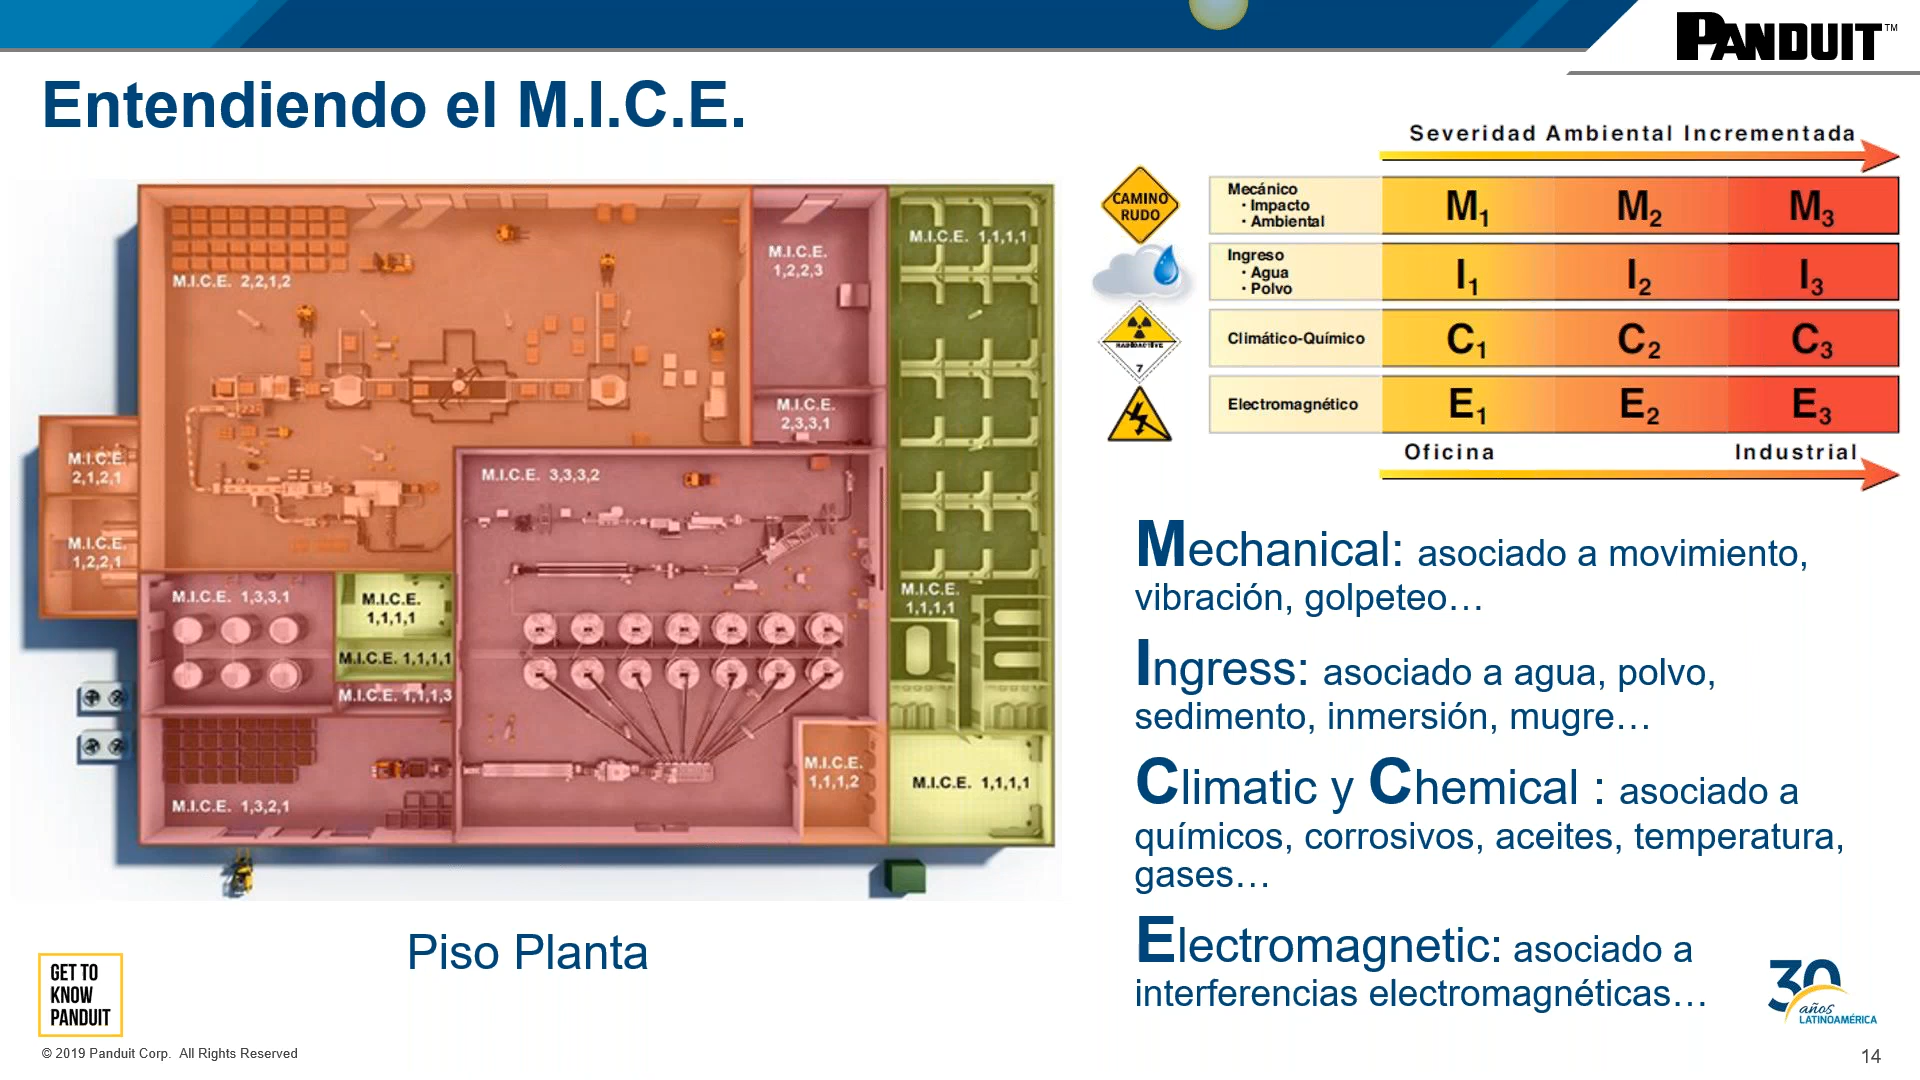 PANDUIT™
Entendiendo el M.I.C.E.
Severidad Ambiental Incrementada
CAMINO
RUDO
Mecánico
· Impacto
· Ambiental
M1 M2 M3
Ingreso
· Agua
· Polvo
I1 I2 I3
RADIOACTIVE
7
Climático-Químico
C1 C2 C3
Electromagnético
E1 E2 E3
Oficina
Industrial
M.I.C.E. 2,2,1,2
M.I.C.E.
1,2,2,3
M.I.C.E. 1,1,1,1
M.I.C.E.
2,3,3,1
M.I.C.E.
2,1,2,1
M.I.C.E. 3,3,3,2
M.I.C.E.
1,2,2,1
M.I.C.E. 1,3,3,1
M.I.C.E.
1,1,1,1
M.I.C.E.
1,1,1,1
M.I.C.E. 1,1,1,1
M.I.C.E. 1,1,1,3
M.I.C.E.
1,1,1,2
M.I.C.E. 1,1,1,1
M.I.C.E. 1,3,2,1
Piso Planta
Mechanical: asociado a movimiento,
vibración, golpeteo…
Ingress: asociado a agua, polvo,
sedimento, inmersión, mugre…
Climatic y Chemical : asociado a
químicos, corrosivos, aceites, temperatura,
gases…
Electromagnetic: asociado a
interferencias electromagnéticas…
GET TO
KNOW
PANDUIT
30
años
LATINOAMÉRICA
© 2019 Panduit Corp. All Rights Reserved
14